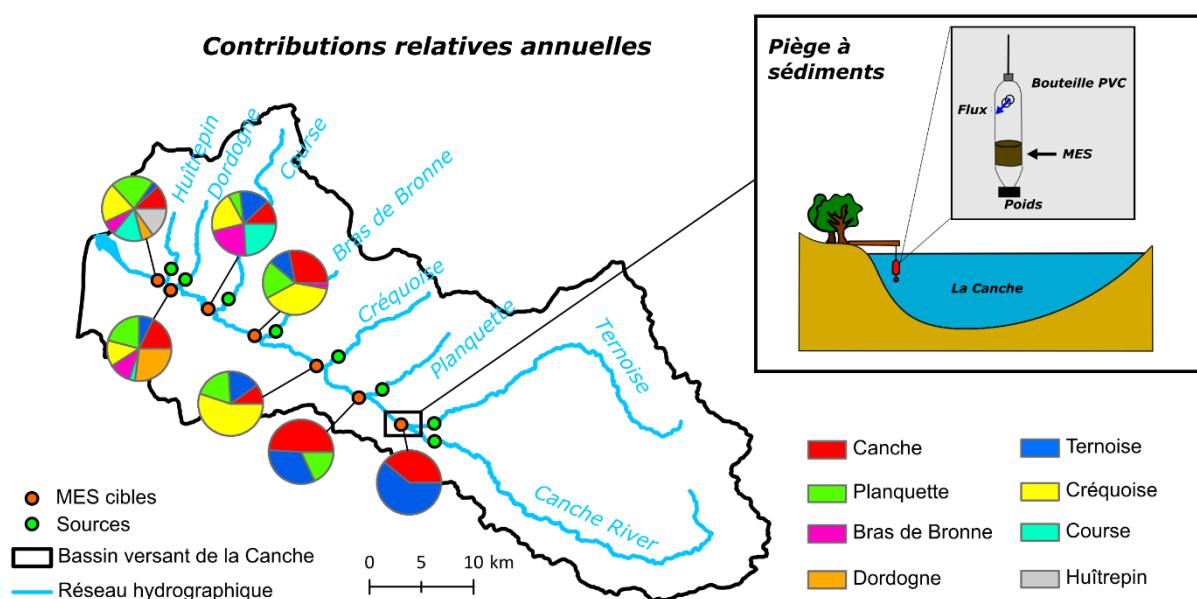 Contributions relatives annuelles
Piège à
sédiments
Bouteille PVC
Flux
MES
Poids
La Canche
Huîtrepin
Dordogne
Course
Bras de Bronne
Créquoise
Planquette
Ternoise
Canche River
MES cibles
Sources
Bassin versant de la Canche
Réseau hydrographique
0 5 10 km
Canche
Ternoise
Planquette
Créquoise
Bras de Bronne
Course
Dordogne
Huîtrepin